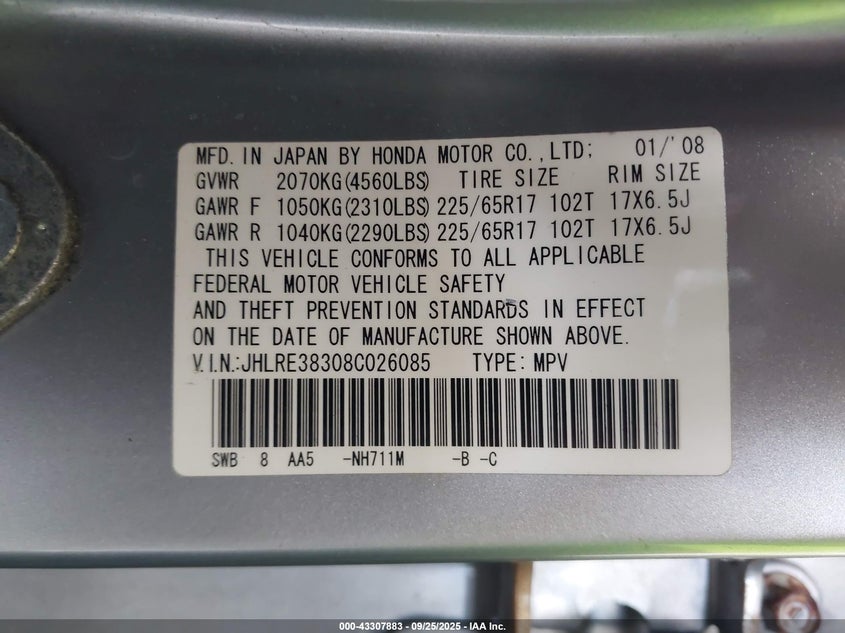 MFD. IN JAPAN BY HONDA MOTOR CO.,LTD; 01/'08
GVWR 2070KG(4560LBS) TIRE SIZE RIM SIZE
GAWR F 1050KG(2310LBS) 225/65R17 102T 17X6.5J
GAWR R 1040KG(2290LBS) 225/65R17 102T 17X6.5J
THIS VEHICLE CONFORMS TO ALL APPLICABLE
FEDERAL MOTOR VEHICLE SAFETY
AND THEFT PREVENTION STANDARDS IN EFFECT
ON THE DATE OF MANUFACTURE SHOWN ABOVE.
V.I.N.:JHLRE38308C026085 TYPE: MPV
SWB 8 AA5 -NH711M -B -C
000-43307883 - 09/25/2025 - IAA Inc.